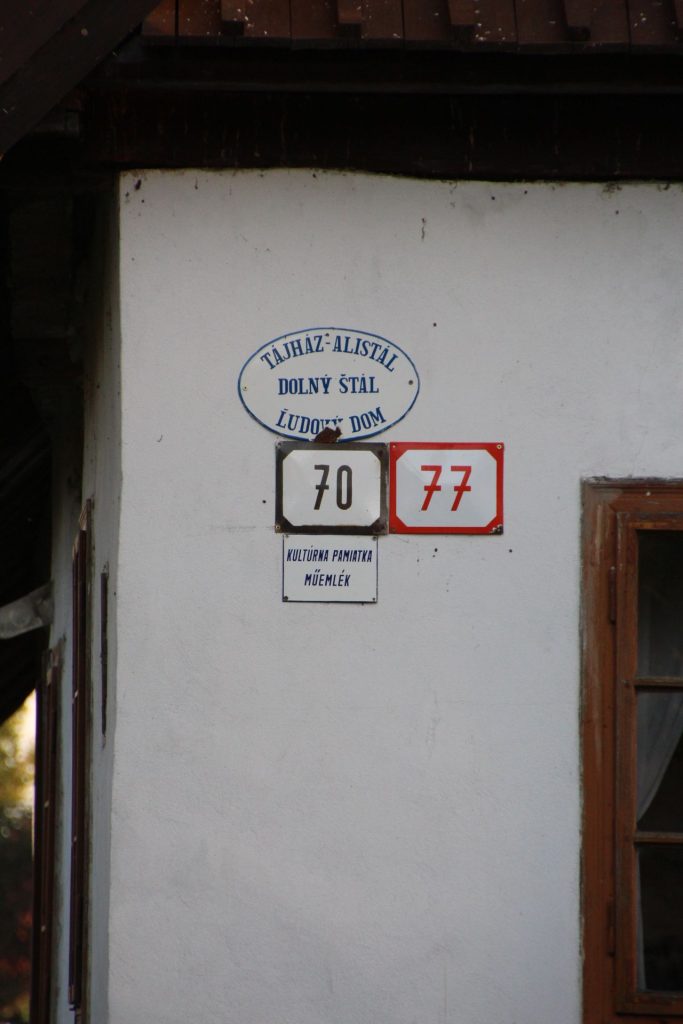 TÁJHÁZ-ALISTÁL
DOLNÝ ŠTÁL
ĽUDOVÝ DOM
70
77
KULTÚRNA PAMIATKA
MŰEMLÉK